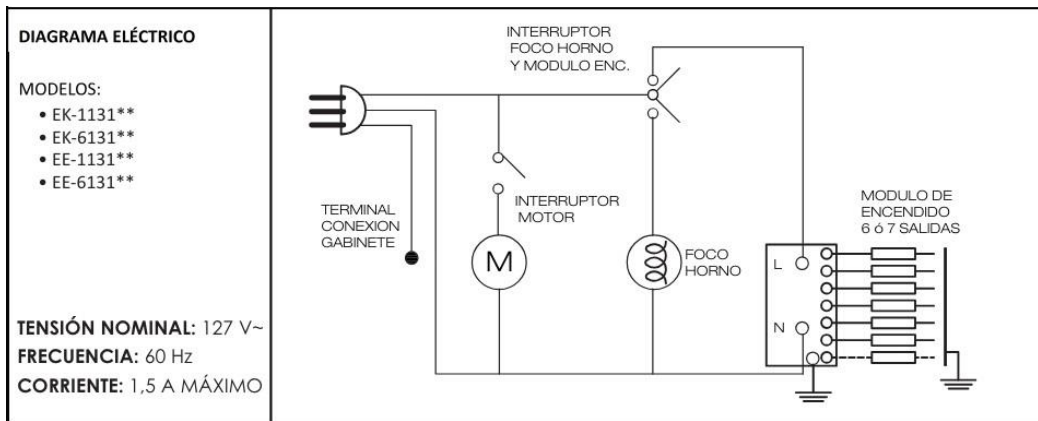 DIAGRAMA ELÉCTRICO
MODELOS:
• EK-1131**
• EK-6131**
• EE-1131**
• EE-6131**
TENSIÓN NOMINAL: 127 V~
FRECUENCIA: 60 Hz
CORRIENTE: 1,5 A MÁXIMO
INTERRUPTOR
FOCO HORNO
Y MODULO ENC.
TERMINAL
CONEXION
GABINETE
INTERRUPTOR
MOTOR
M
FOCO
HORNO
MODULO DE
ENCENDIDO
6 ó 7 SALIDAS
L
N